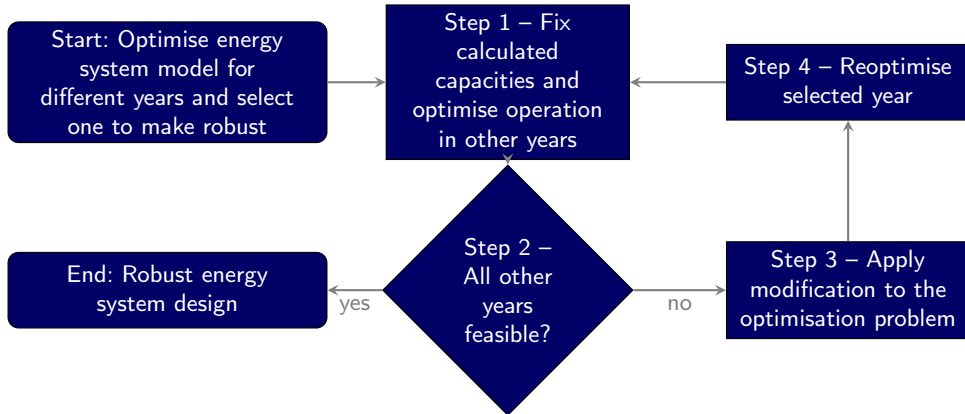 Start: Optimise energy
system model for
different years and select
one to make robust
Step 1 – Fix
calculated
capacities and
optimise operation
in other years
Step 4 – Reoptimise
selected year
End: Robust energy
system design
yes
Step 2 –
All other
years
feasible?
no
Step 3 – Apply
modification to the
optimisation problem